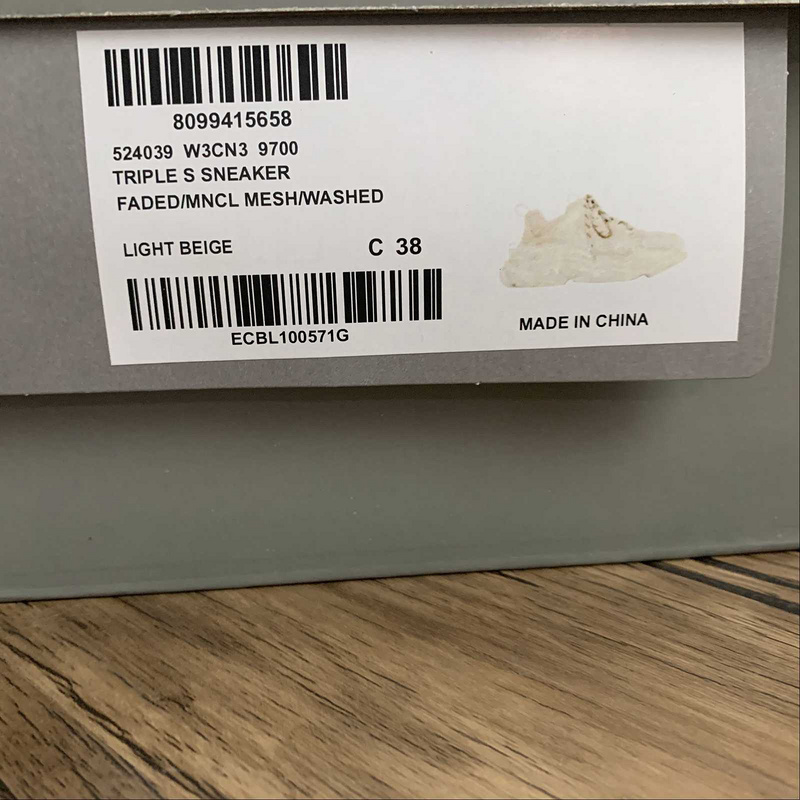 8099415658
524039 W3CN3 9700
TRIPLE S SNEAKER
FADED/MNCL MESH/WASHED
LIGHT BEIGE C 38
ECBL100571G
MADE IN CHINA